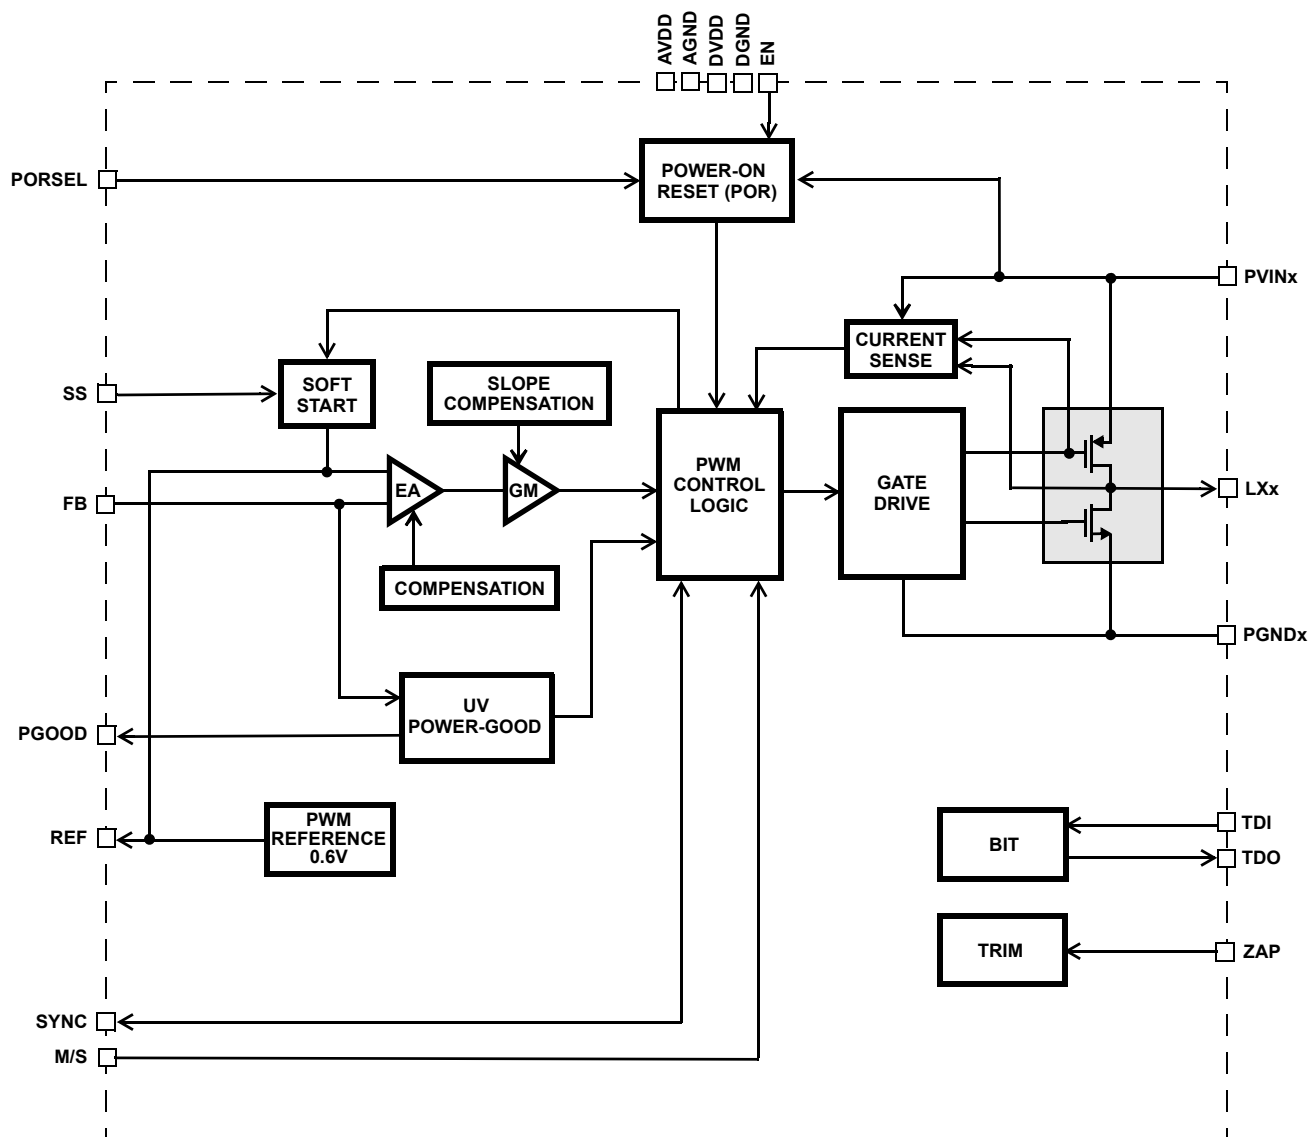 AVDD
AGND
DVDD
DGND
EN
PORSEL
POWER-ON
RESET (POR)
PVINx
CURRENT
SENSE
SS
SOFT
START
SLOPE
COMPENSATION
FB
EA
GM
PWM
CONTROL
LOGIC
GATE
DRIVE
LXx
COMPENSATION
PGNDx
UV
POWER-GOOD
PGOOD
REF
PWM
REFERENCE
0.6V
BIT
TDI
TDO
TRIM
ZAP
SYNC
M/S